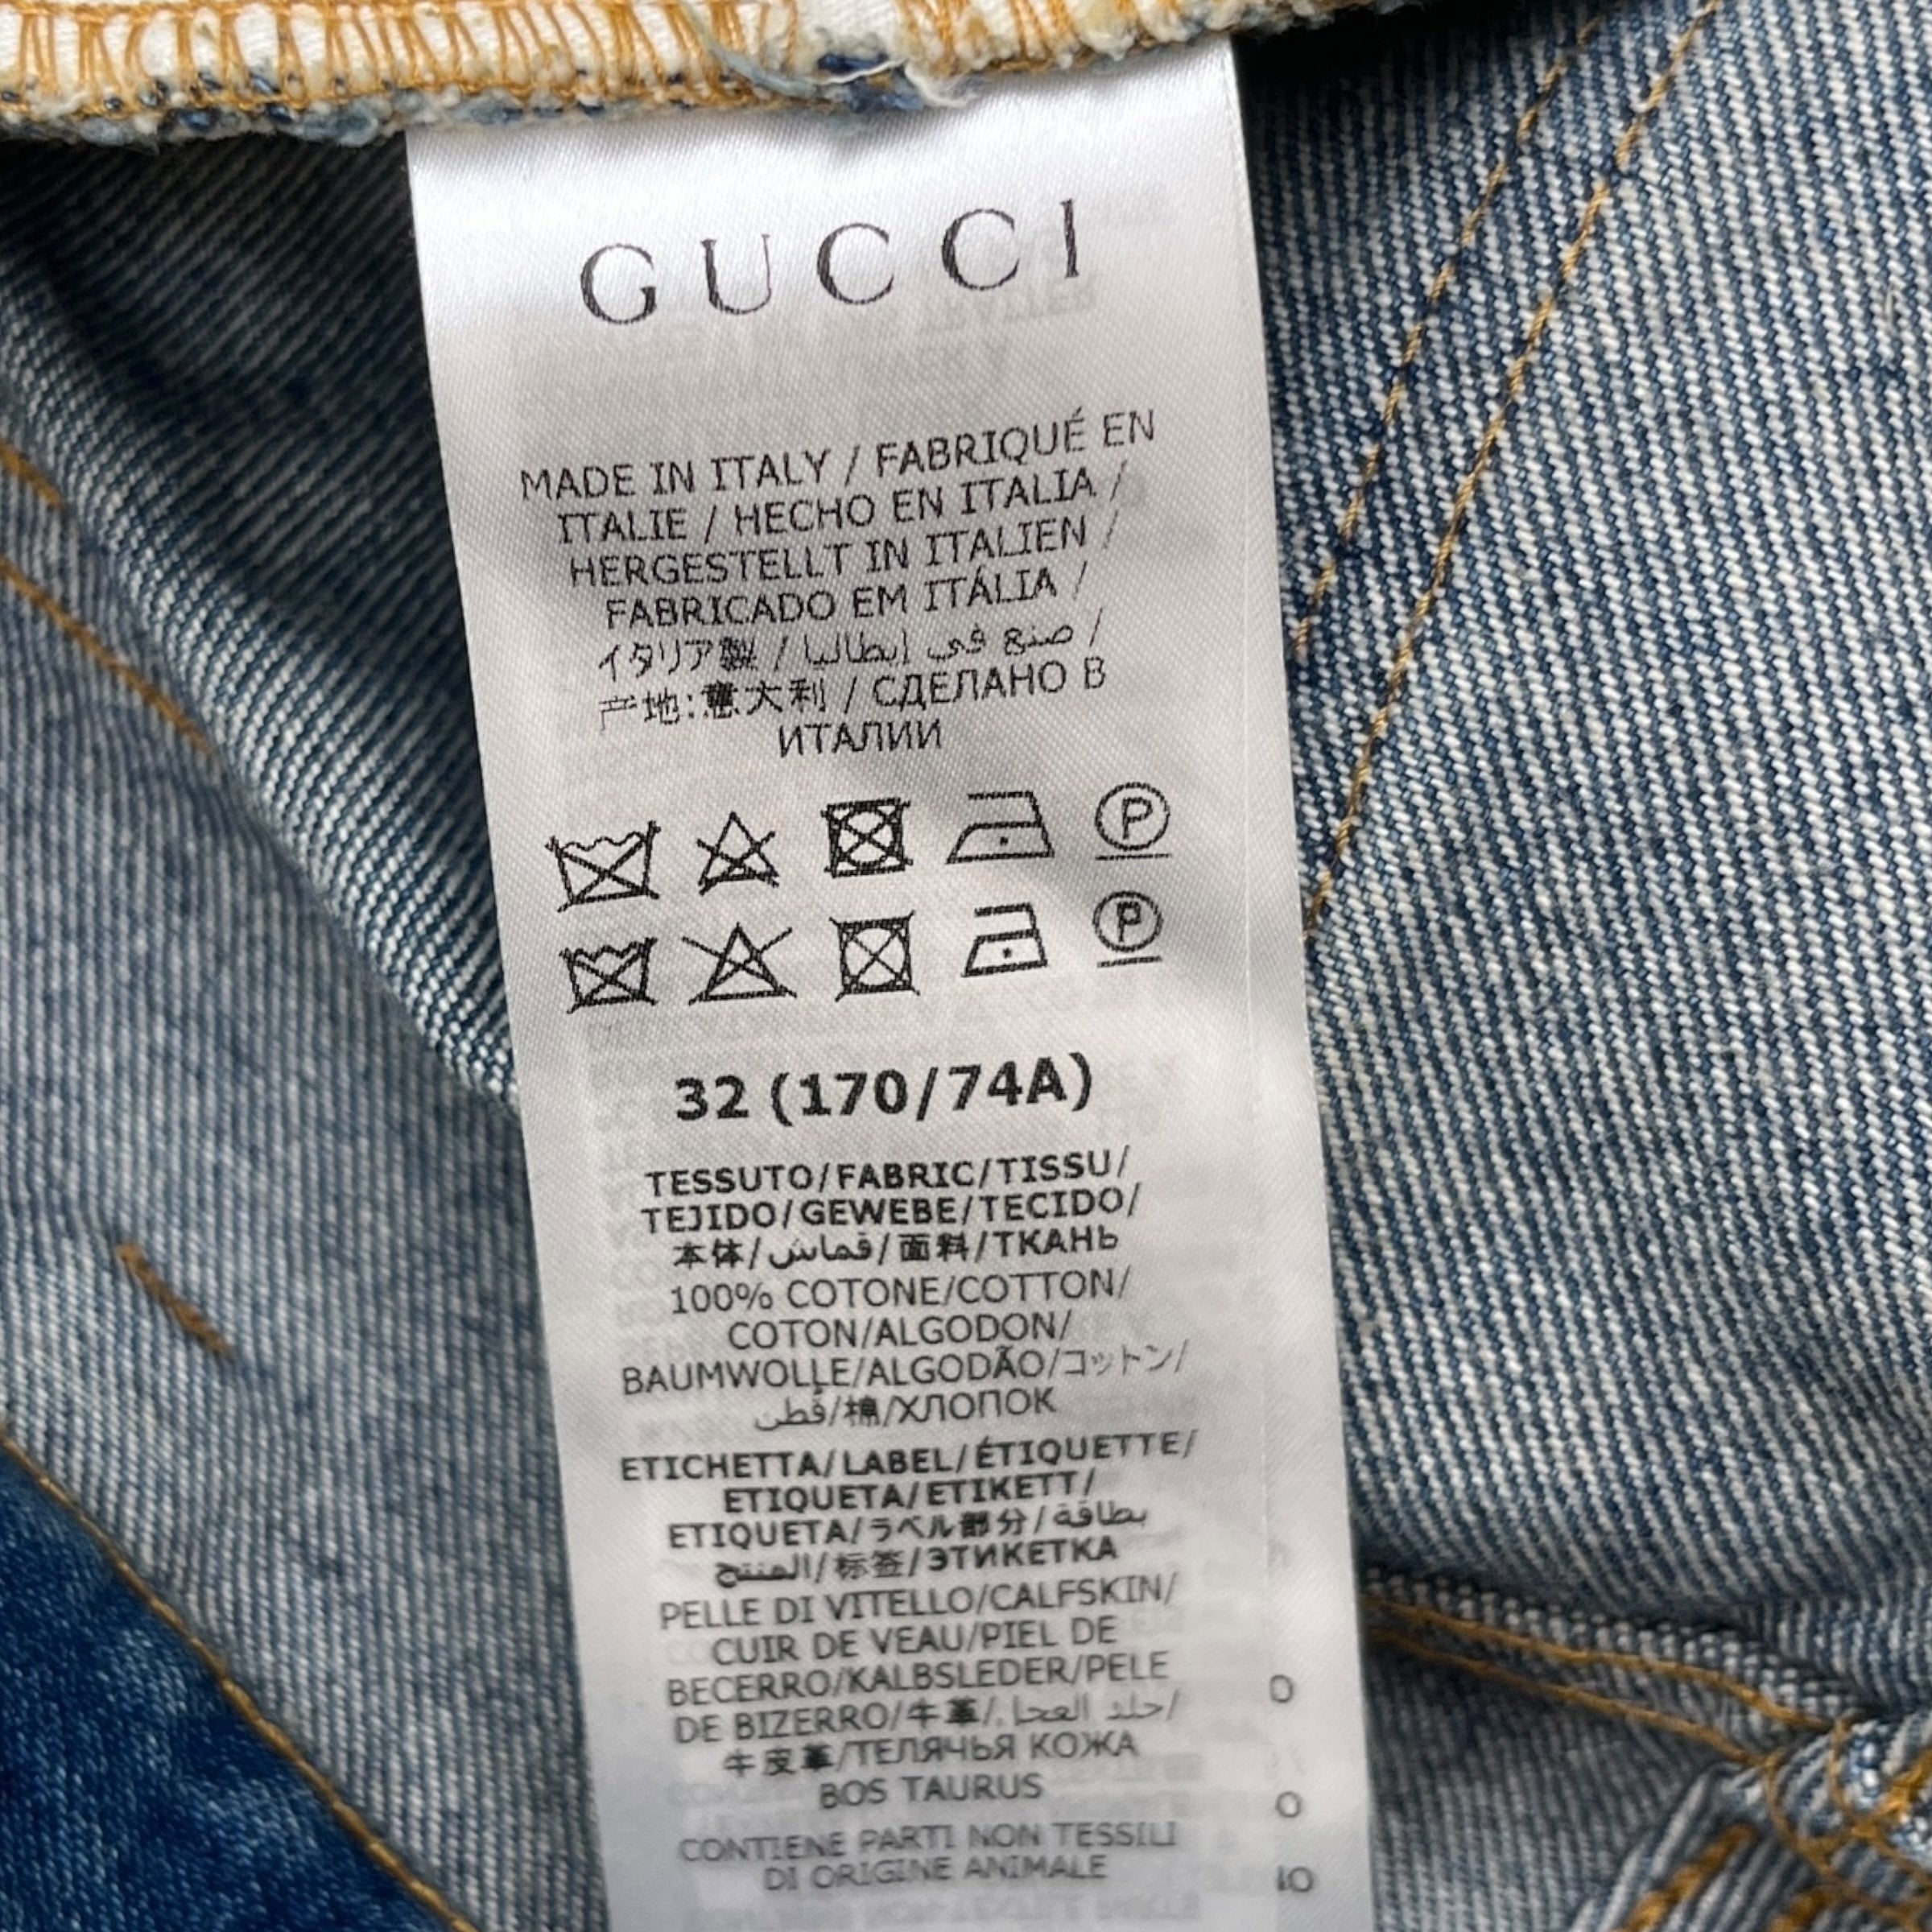 GUCCI
MADE IN ITALY / FABRIQUÉ EN
ITALIE / HECHO EN ITALIA /
HERGESTELLT IN ITALIEN /
FABRICADO EM ITÁLIA /
イタリア製 / صنع في إيطاليا /
产地:意大利 / СДЕЛАНО В
ИТАЛИИ
P
P
32 (170/74A)
TESSUTO/FABRIC/TISSU/
TEJIDO/GEWEBE/TECIDO/
本体/قماش/面料/ТКАНЬ
100% COTONE/COTTON/
COTON/ALGODON/
BAUMWOLLE/ALGODÃO/コットン/
قطن/棉/ХЛОПОК
ETICHETTA/LABEL/ÉTIQUETTE/
ETIQUETA/ETIKETT/
ETIQUETA/ラベル部分/بطاقة
المنتج/标签/ЭТИКЕТКА
PELLE DI VITELLO/CALFSKIN/
CUIR DE VEAU/PIEL DE
BECERRO/KALBSLEDER/PELE
DE BIZERRO/牛革/جلد العجل/
牛皮革/ТЕЛЯЧЬЯ КОЖА
BOS TAURUS
CONTIENE PARTI NON TESSILI
DI ORIGINE ANIMALE